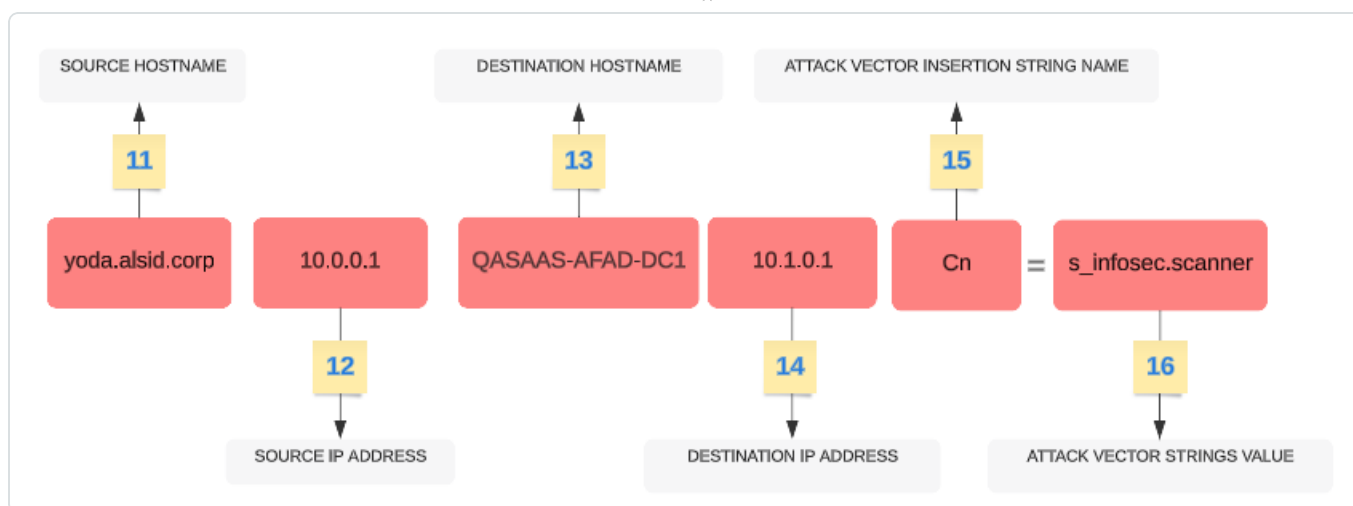 SOURCE HOSTNAME DESTINATION HOSTNAME ATTACK VECTOR INSERTION STRING NAME
11 13 15
yoda.alsid.corp 10.0.0.1 QASAAS-AFAD-DC1 10.1.0.1 Cn = s_infosec.scanner
12 14 16
SOURCE IP ADDRESS DESTINATION IP ADDRESS ATTACK VECTOR STRINGS VALUE